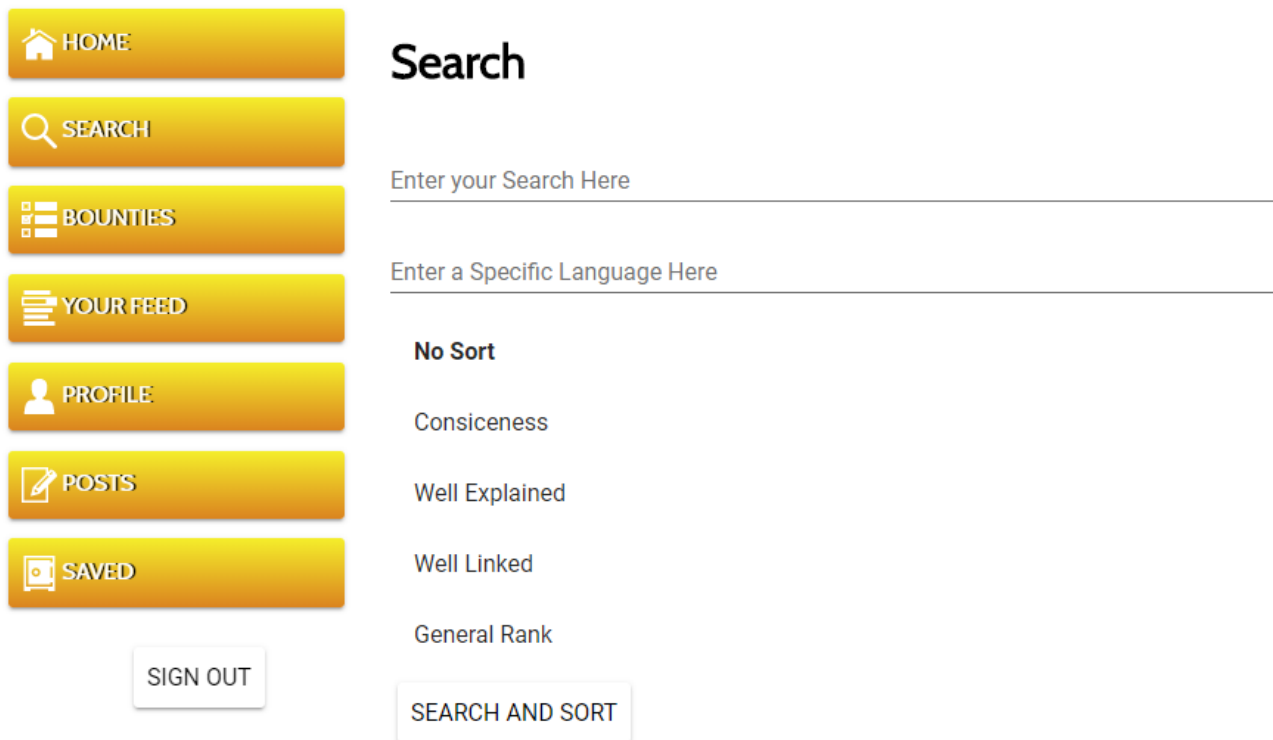 HOME
SEARCH
BOUNTIES
YOUR FEED
PROFILE
POSTS
SAVED
SIGN OUT
Search
Enter your Search Here
Enter a Specific Language Here
No Sort
Consiceness
Well Explained
Well Linked
General Rank
SEARCH AND SORT